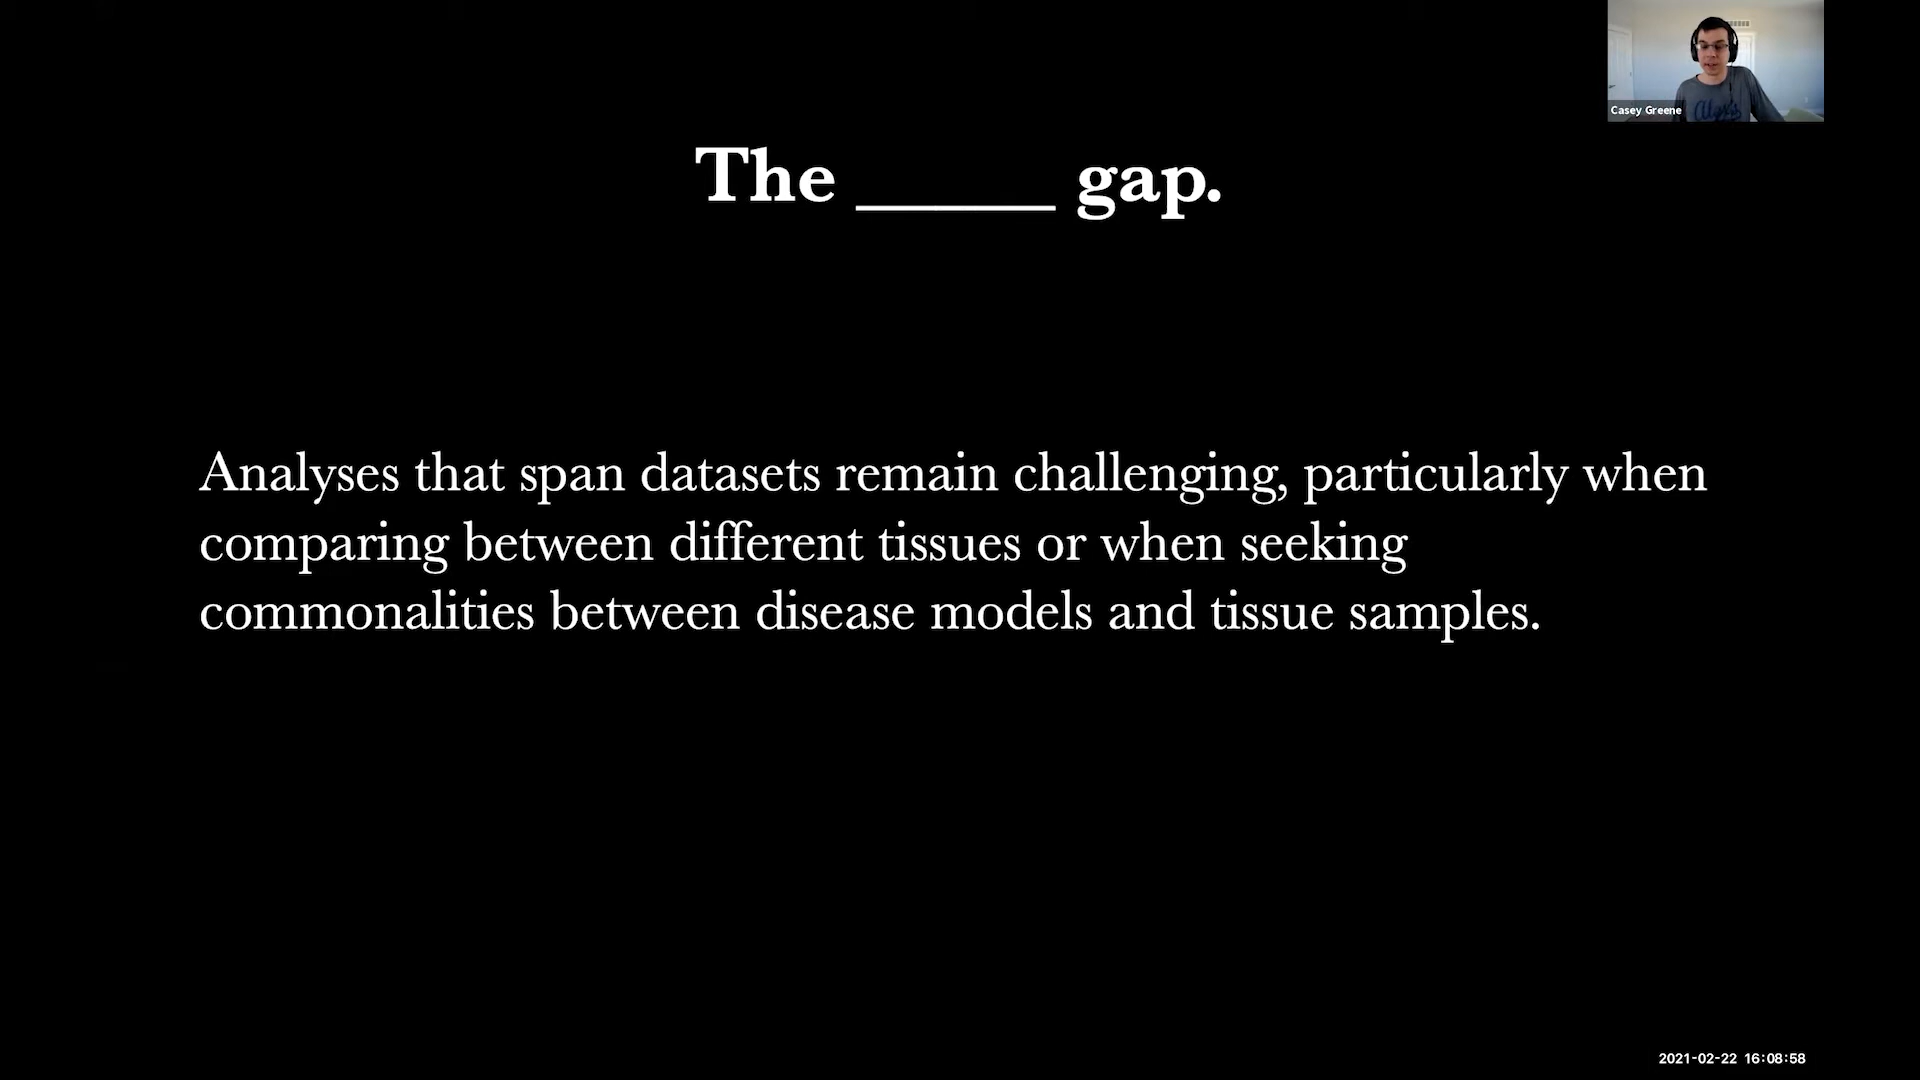 Casey Greene
The _____ gap.
Analyses that span datasets remain challenging, particularly when
comparing between different tissues or when seeking
commonalities between disease models and tissue samples.
2021-02-22 16:08:58